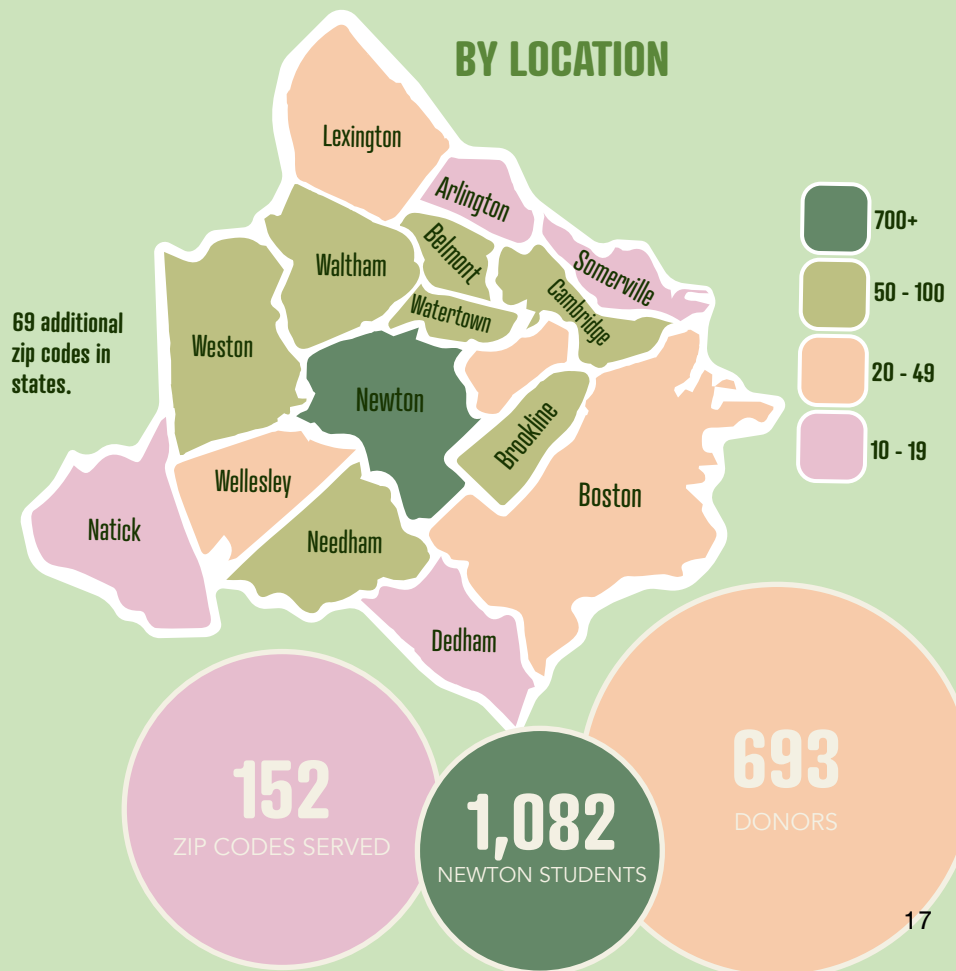 BY LOCATION
Lexington
Arlington
Belmont
Somerville
Waltham
Cambridge
Watertown
Weston
Newton
Brookline
Wellesley
Boston
Natick
Needham
Dedham
700+
50 - 100
20 - 49
10 - 19
69 additional
zip codes in
states.
152
ZIP CODES SERVED
1,082
NEWTON STUDENTS
693
DONORS
17